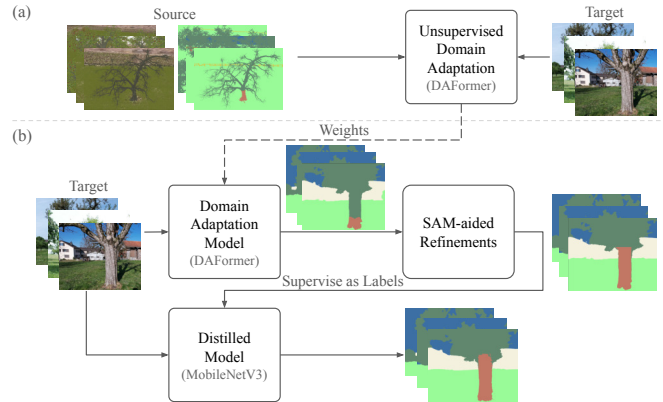 (a)
Source
Unsupervised
Domain
Adaptation
(DAFormer)
Target
Weights
(b)
Target
Domain
Adaptation
Model
(DAFormer)
SAM-aided
Refinements
Supervise as Labels
Distilled
Model
(MobileNetV3)